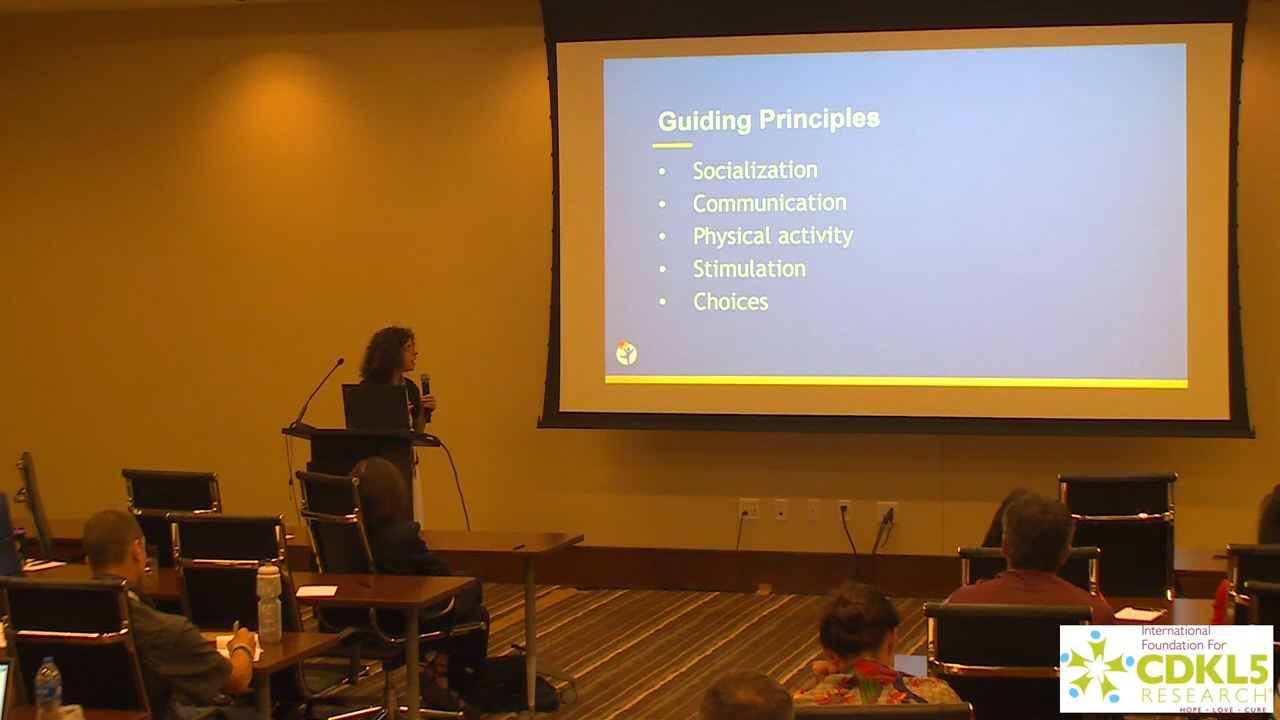 Guiding Principles
• Socialization
• Communication
• Physical activity
• Stimulation
• Choices
International
Foundation For
CDKL5
RESEARCH
HOPE • LOVE • CURE